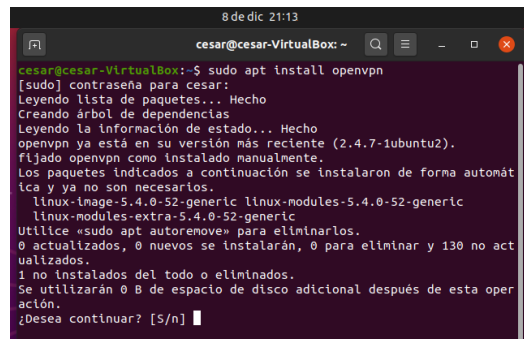 8 de dic 21:13
cesar@cesar-VirtualBox: ~
cesar@cesar-VirtualBox:~$ sudo apt install openvpn
[sudo] contraseña para cesar:
Leyendo lista de paquetes... Hecho
Creando árbol de dependencias
Leyendo la información de estado... Hecho
openvpn ya está en su versión más reciente (2.4.7-1ubuntu2).
fijado openvpn como instalado manualmente.
Los paquetes indicados a continuación se instalaron de forma automát
ica y ya no son necesarios.
linux-image-5.4.0-52-generic linux-modules-5.4.0-52-generic
linux-modules-extra-5.4.0-52-generic
Utilice «sudo apt autoremove» para eliminarlos.
0 actualizados, 0 nuevos se instalarán, 0 para eliminar y 130 no act
ualizados.
1 no instalados del todo o eliminados.
Se utilizarán 0 B de espacio de disco adicional después de esta oper
ación.
¿Desea continuar? [S/n]